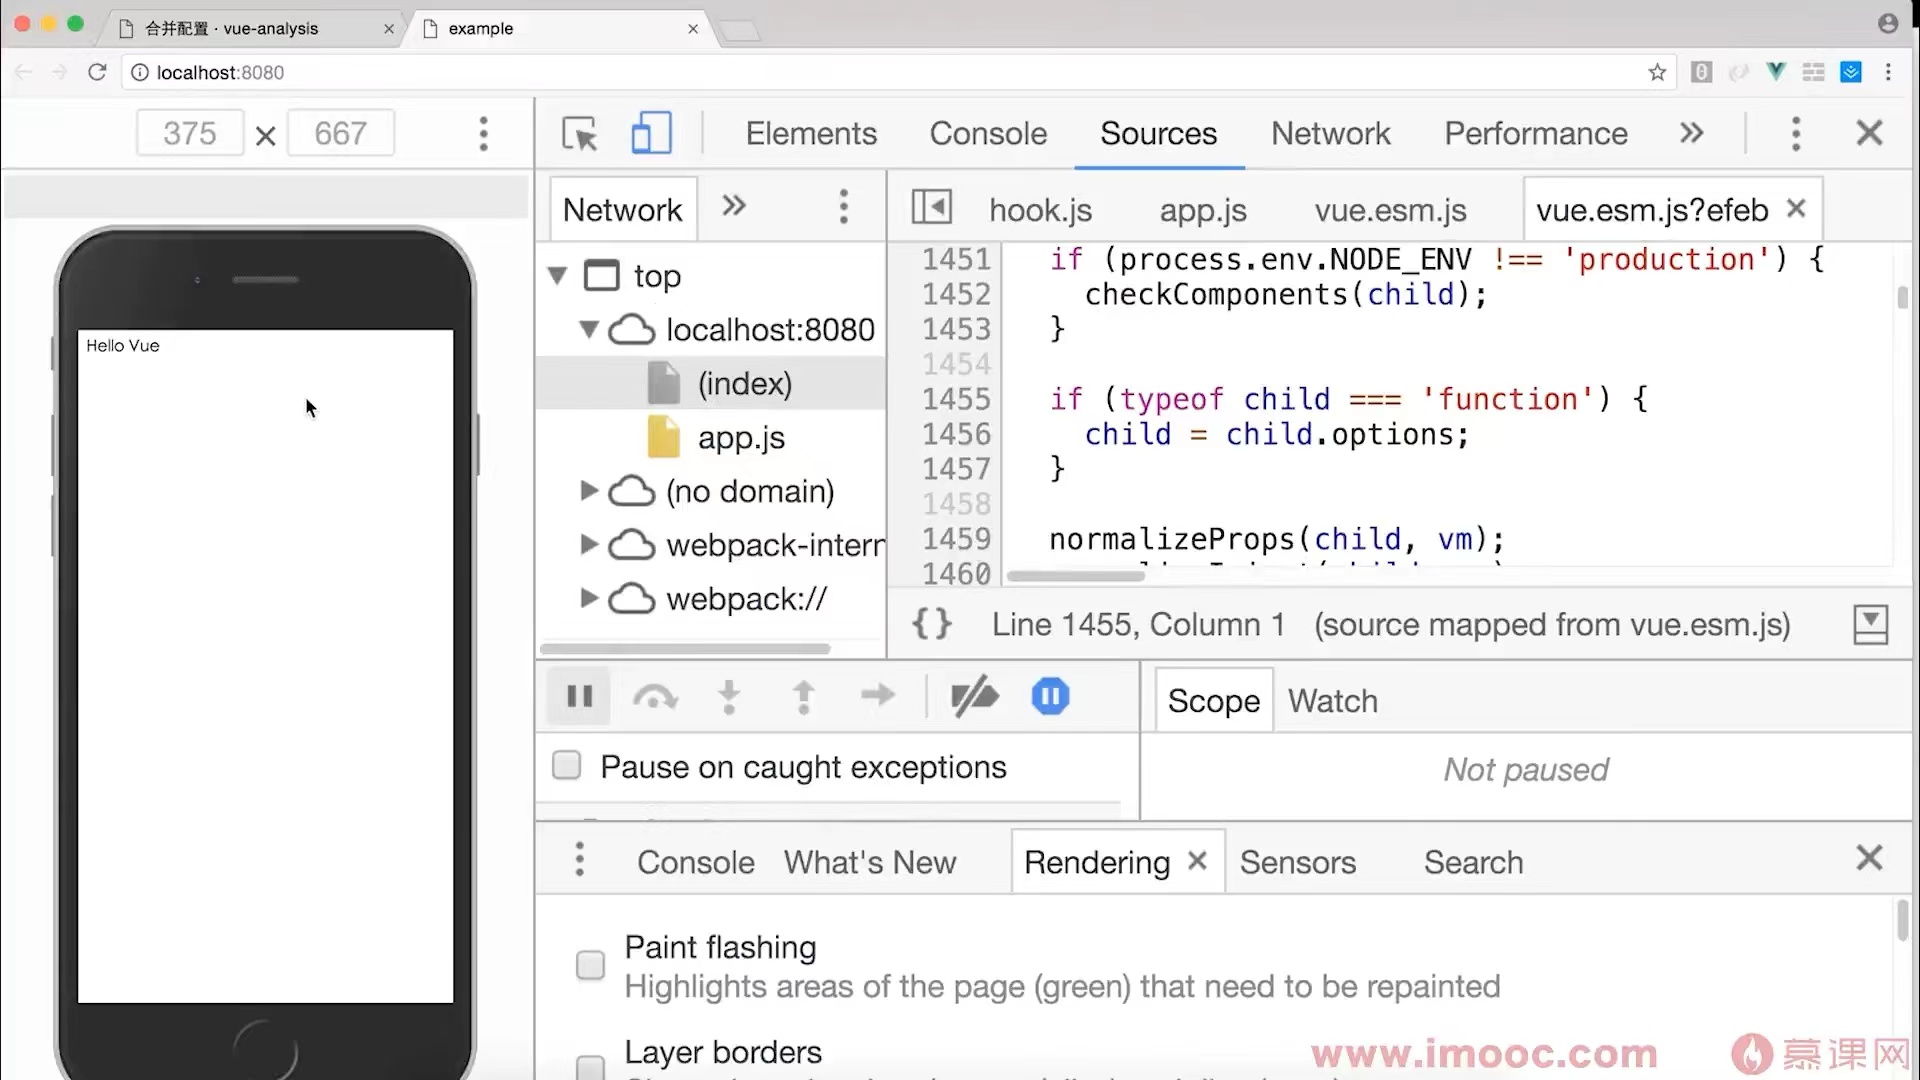 合并配置 · vue-analysis
example
localhost:8080
375 × 667
Elements Console Sources Network Performance
Network
hook.js app.js vue.esm.js vue.esm.js?efeb
top
localhost:8080
(index)
app.js
(no domain)
webpack-intern
webpack://
1451 if (process.env.NODE_ENV !== 'production') {
1452 checkComponents(child);
1453 }
1454
1455 if (typeof child === 'function') {
1456 child = child.options;
1457 }
1458
1459 normalizeProps(child, vm);
1460
{} Line 1455, Column 1 (source mapped from vue.esm.js)
Hello Vue
Scope Watch
Pause on caught exceptions
Not paused
Console What's New Rendering Sensors Search
Paint flashing
Highlights areas of the page (green) that need to be repainted
Layer borders
www.imooc.com 慕课网